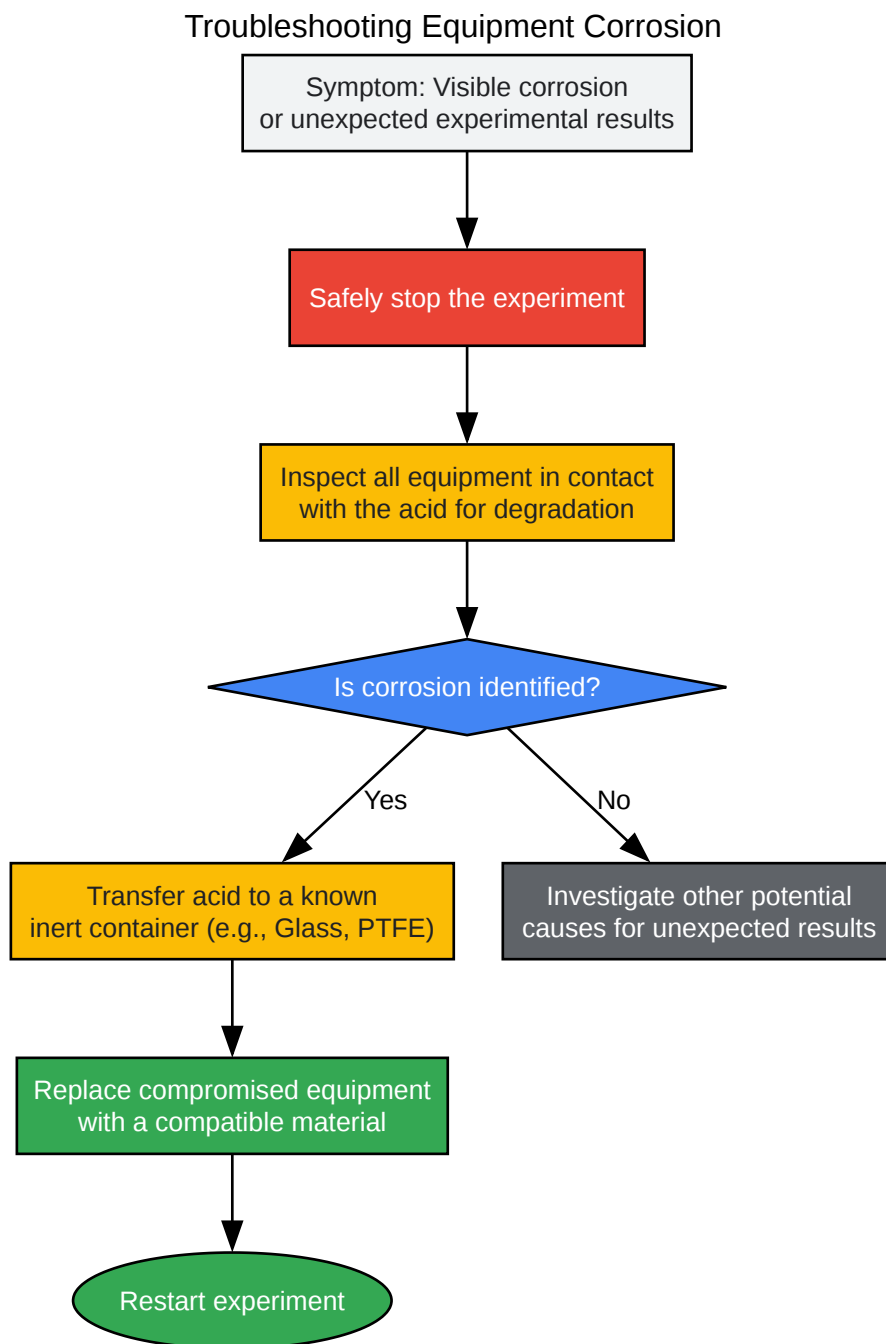 Troubleshooting Equipment Corrosion
Symptom: Visible corrosion
or unexpected experimental results
Safely stop the experiment
Inspect all equipment in contact
with the acid for degradation
Is corrosion identified?
Yes
No
Transfer acid to a known
inert container (e.g., Glass, PTFE)
Investigate other potential
causes for unexpected results
Replace compromised equipment
with a compatible material
Restart experiment